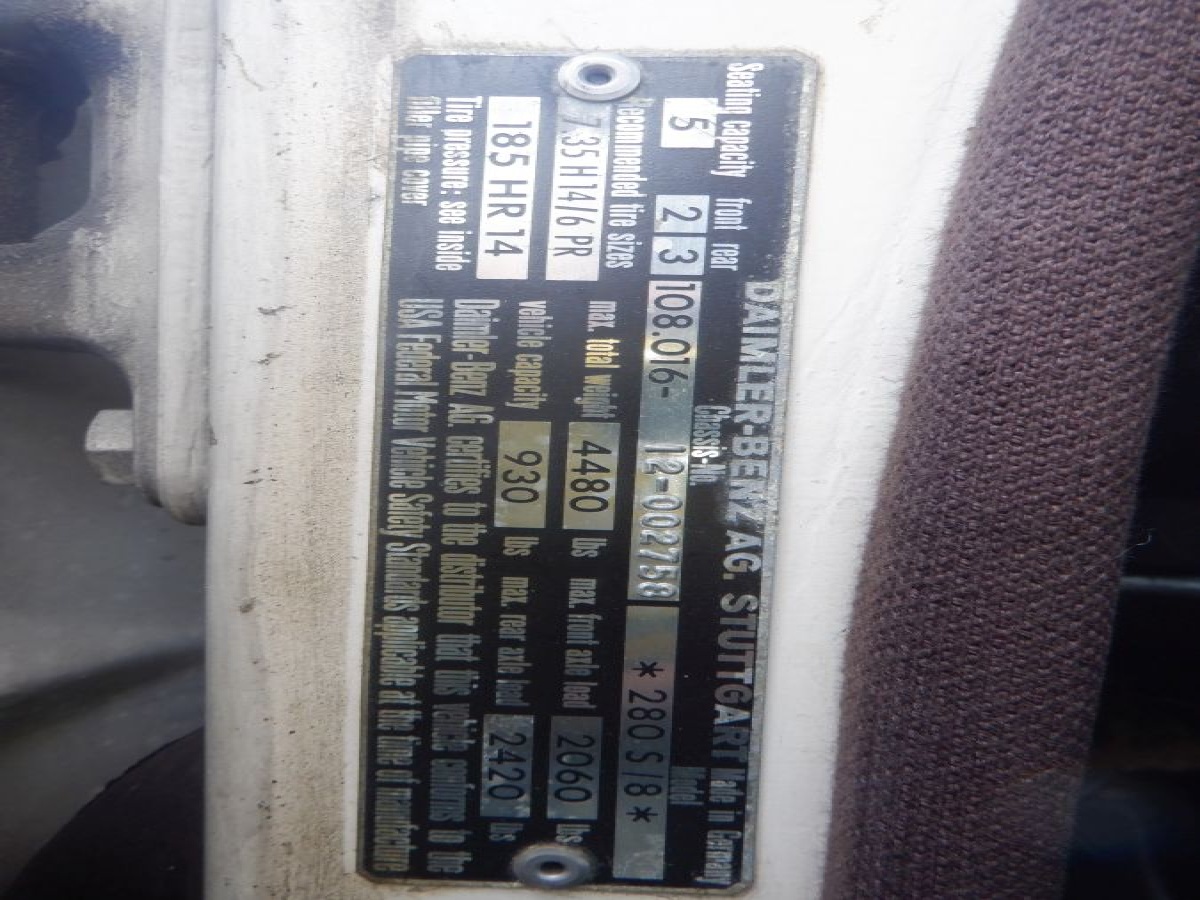 DAIMLER-BENZ AG. STUTTGART Made in Germany
Seating capacity front rear Chassis-No. Model
5 2 3 108.016- 12-002758 *280 S/8*
Recommended tire sizes max. total weight 4480 lbs max. front axle load 2060 lbs
7 35 H 14/6 PR vehicle capacity 930 lbs max. rear axle load 2420 lbs
185 HR 14 Daimler-Benz AG. certifies to the distributor that this vehicle conforms to the
Tire pressure: see inside USA Federal Motor Vehicle Safety Standards applicable at the time of manufacture
filler pipe cover